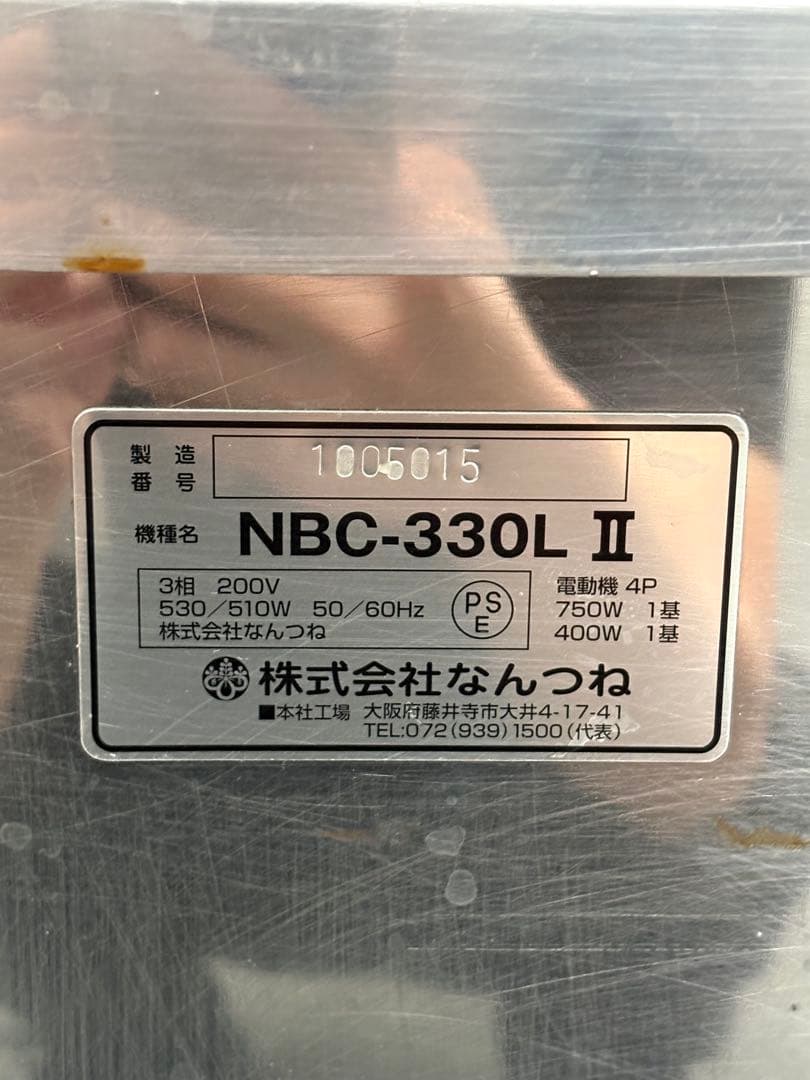 製造番号 1005015
機種名 NBC-330L Ⅱ
3相 200V
530/510W 50/60Hz
株式会社なんつね
PS
E
電動機 4P
750W 1基
400W 1基
株式会社なんつね
■本社工場 大阪府藤井寺市大井4-17-41
TEL:072(939)1500(代表)